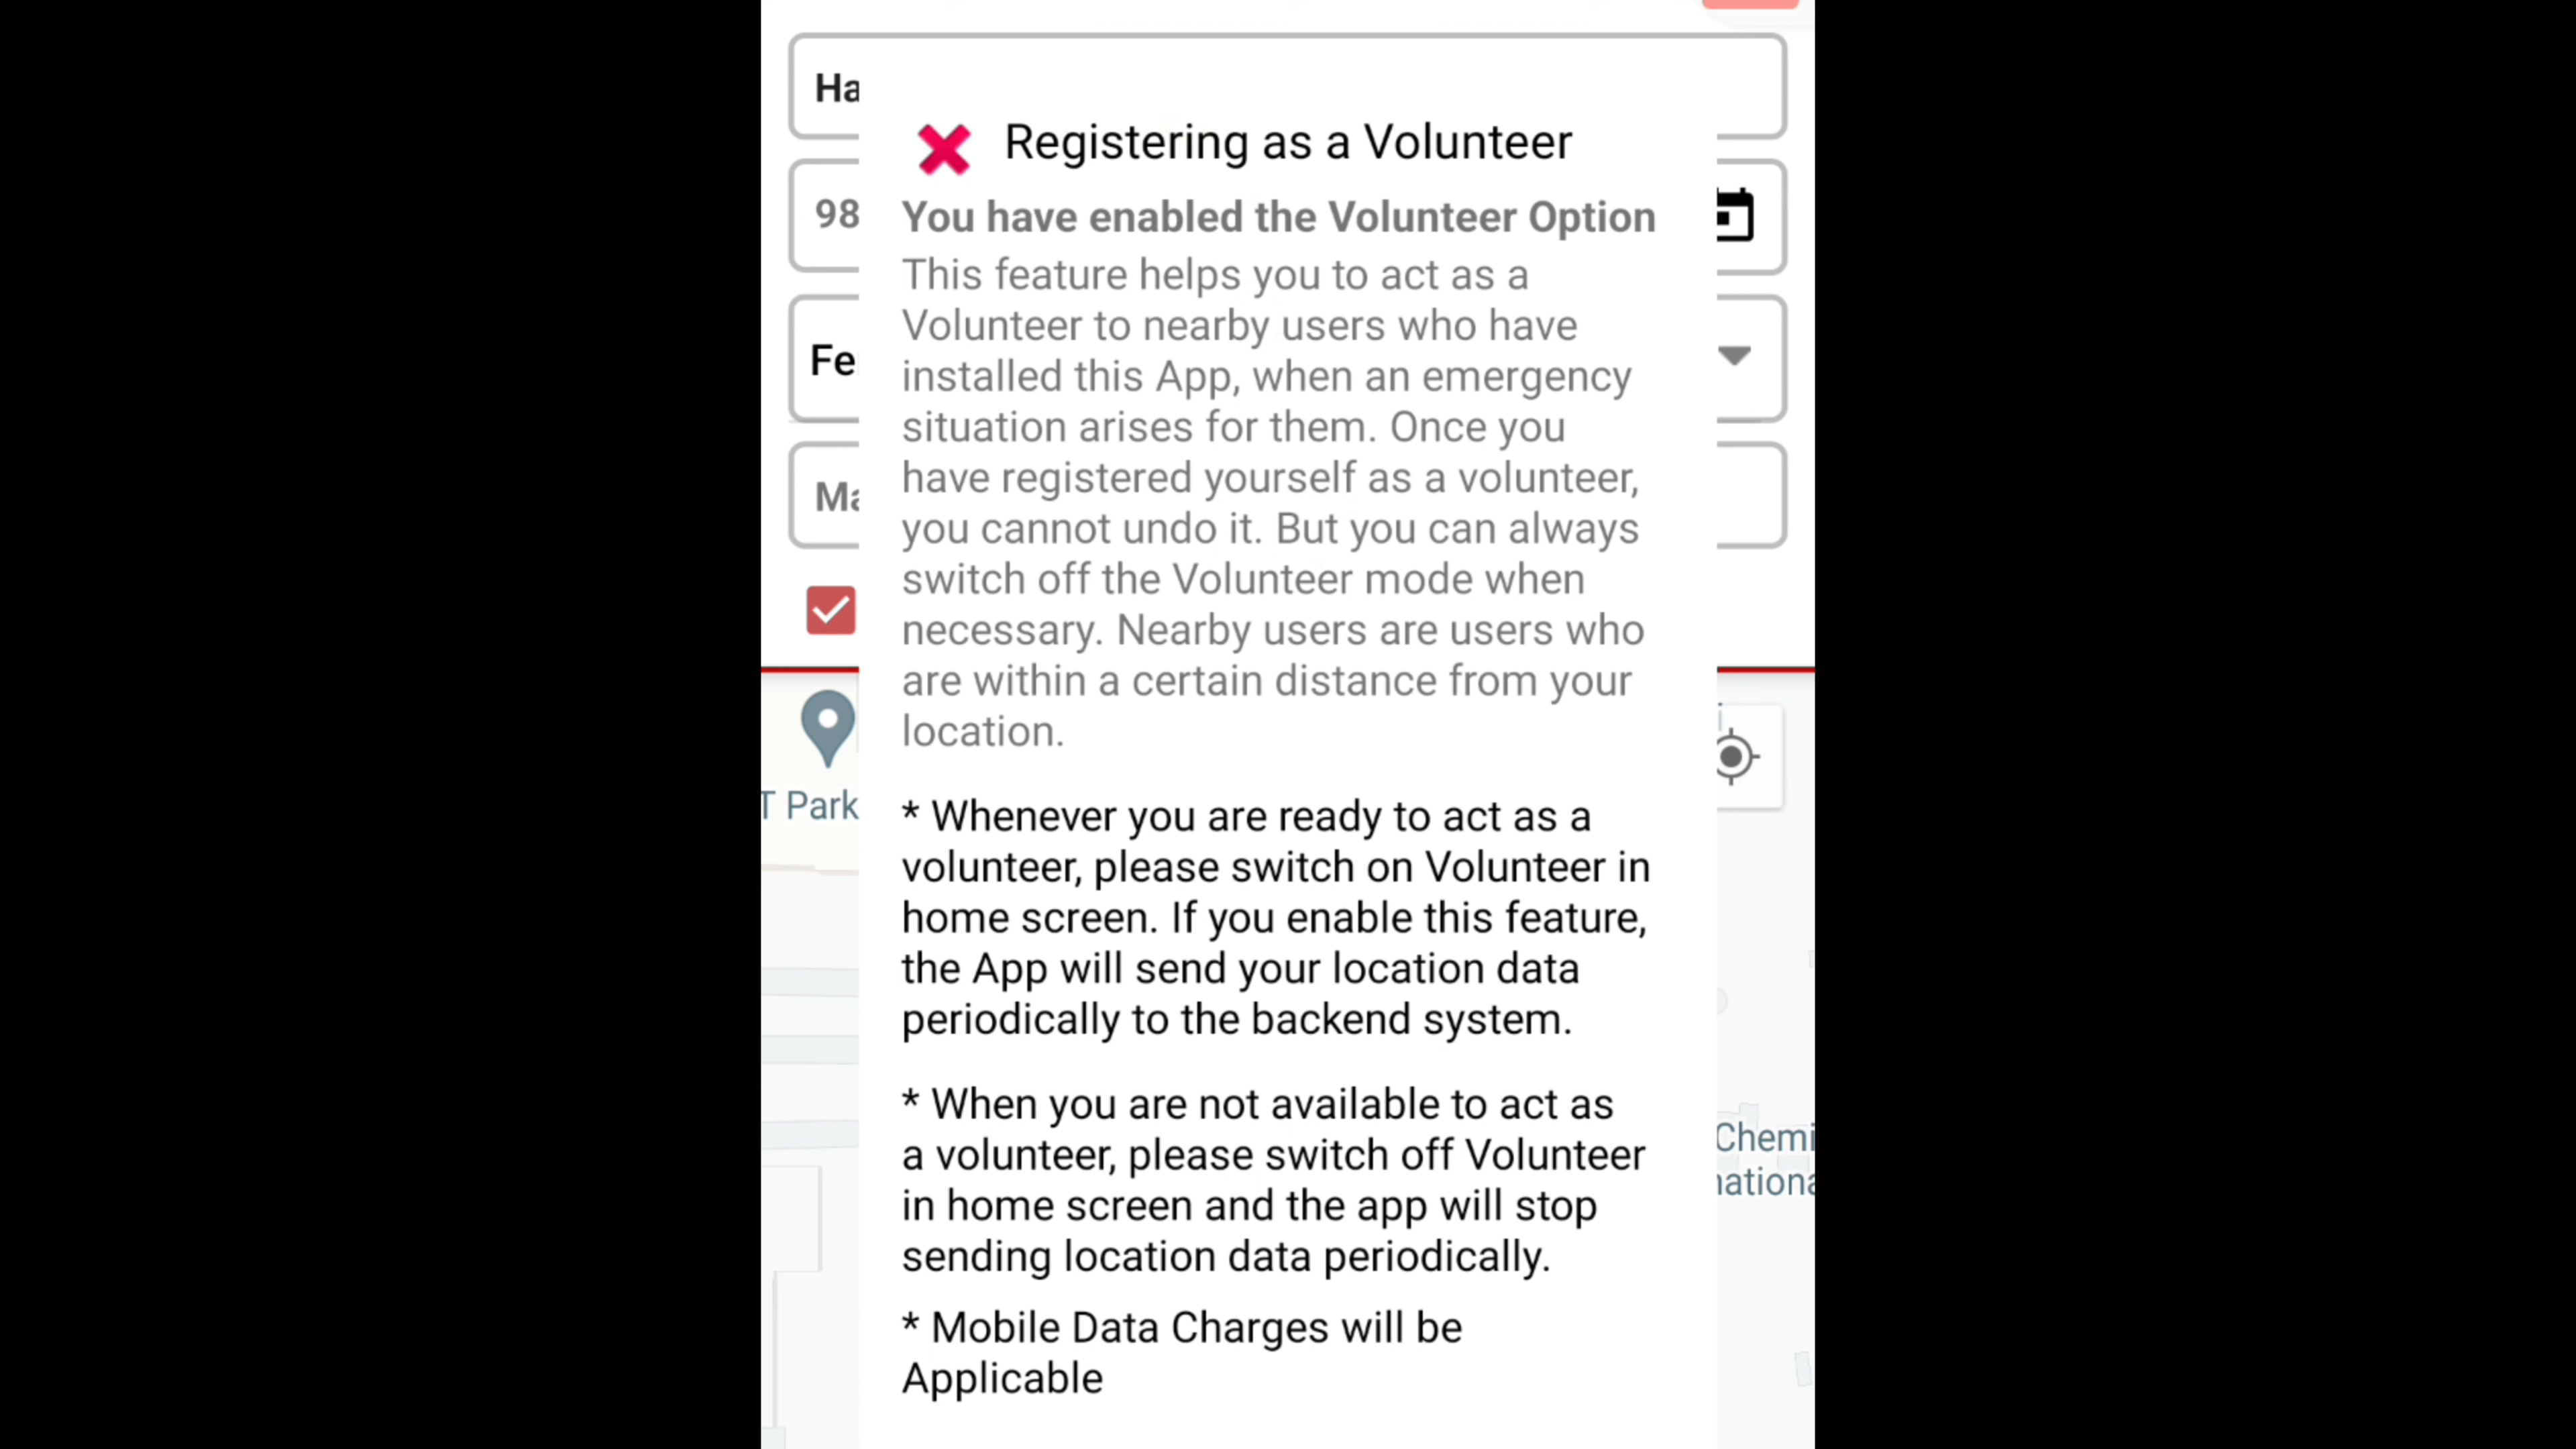 Registering as a Volunteer
You have enabled the Volunteer Option
This feature helps you to act as a
Volunteer to nearby users who have
installed this App, when an emergency
situation arises for them. Once you
have registered yourself as a volunteer,
you cannot undo it. But you can always
switch off the Volunteer mode when
necessary. Nearby users are users who
are within a certain distance from your
location.
* Whenever you are ready to act as a
volunteer, please switch on Volunteer in
home screen. If you enable this feature,
the App will send your location data
periodically to the backend system.
* When you are not available to act as
a volunteer, please switch off Volunteer
in home screen and the app will stop
sending location data periodically.
* Mobile Data Charges will be
Applicable
Ha
98
Fe
Ma
T Park
Chemi
nationa